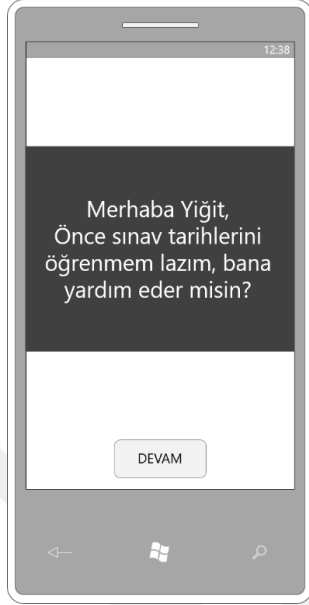 12:38
Merhaba Yiğit,
Önce sınav tarihlerini
öğrenmem lazım, bana
yardım eder misin?
DEVAM